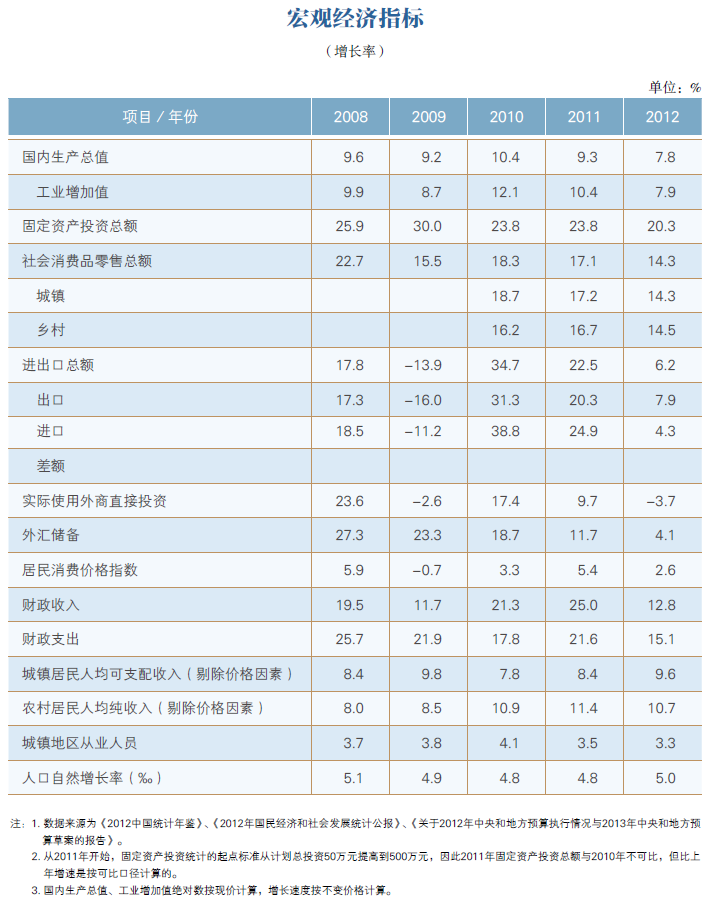 宏观经济指标
（增长率）
单位：%
项目／年份 2008 2009 2010 2011 2012
国内生产总值 9.6 9.2 10.4 9.3 7.8
工业增加值 9.9 8.7 12.1 10.4 7.9
固定资产投资总额 25.9 30.0 23.8 23.8 20.3
社会消费品零售总额 22.7 15.5 18.3 17.1 14.3
城镇 18.7 17.2 14.3
乡村 16.2 16.7 14.5
进出口总额 17.8 –13.9 34.7 22.5 6.2
出口 17.3 –16.0 31.3 20.3 7.9
进口 18.5 –11.2 38.8 24.9 4.3
差额
实际使用外商直接投资 23.6 –2.6 17.4 9.7 –3.7
外汇储备 27.3 23.3 18.7 11.7 4.1
居民消费价格指数 5.9 –0.7 3.3 5.4 2.6
财政收入 19.5 11.7 21.3 25.0 12.8
财政支出 25.7 21.9 17.8 21.6 15.1
城镇居民人均可支配收入（剔除价格因素） 8.4 9.8 7.8 8.4 9.6
农村居民人均纯收入（剔除价格因素） 8.0 8.5 10.9 11.4 10.7
城镇地区从业人员 3.7 3.8 4.1 3.5 3.3
人口自然增长率（‰） 5.1 4.9 4.8 4.8 5.0
注：1. 数据来源为《2012中国统计年鉴》、《2012年国民经济和社会发展统计公报》、《关于2012年中央和地方预算执行情况与2013年中央和地方预
算草案的报告》。
2. 从2011年开始，固定资产投资统计的起点标准从计划总投资50万元提高到500万元，因此2011年固定资产投资总额与2010年不可比，但比上
年增速是按可比口径计算的。
3. 国内生产总值、工业增加值绝对数按现价计算，增长速度按不变价格计算。